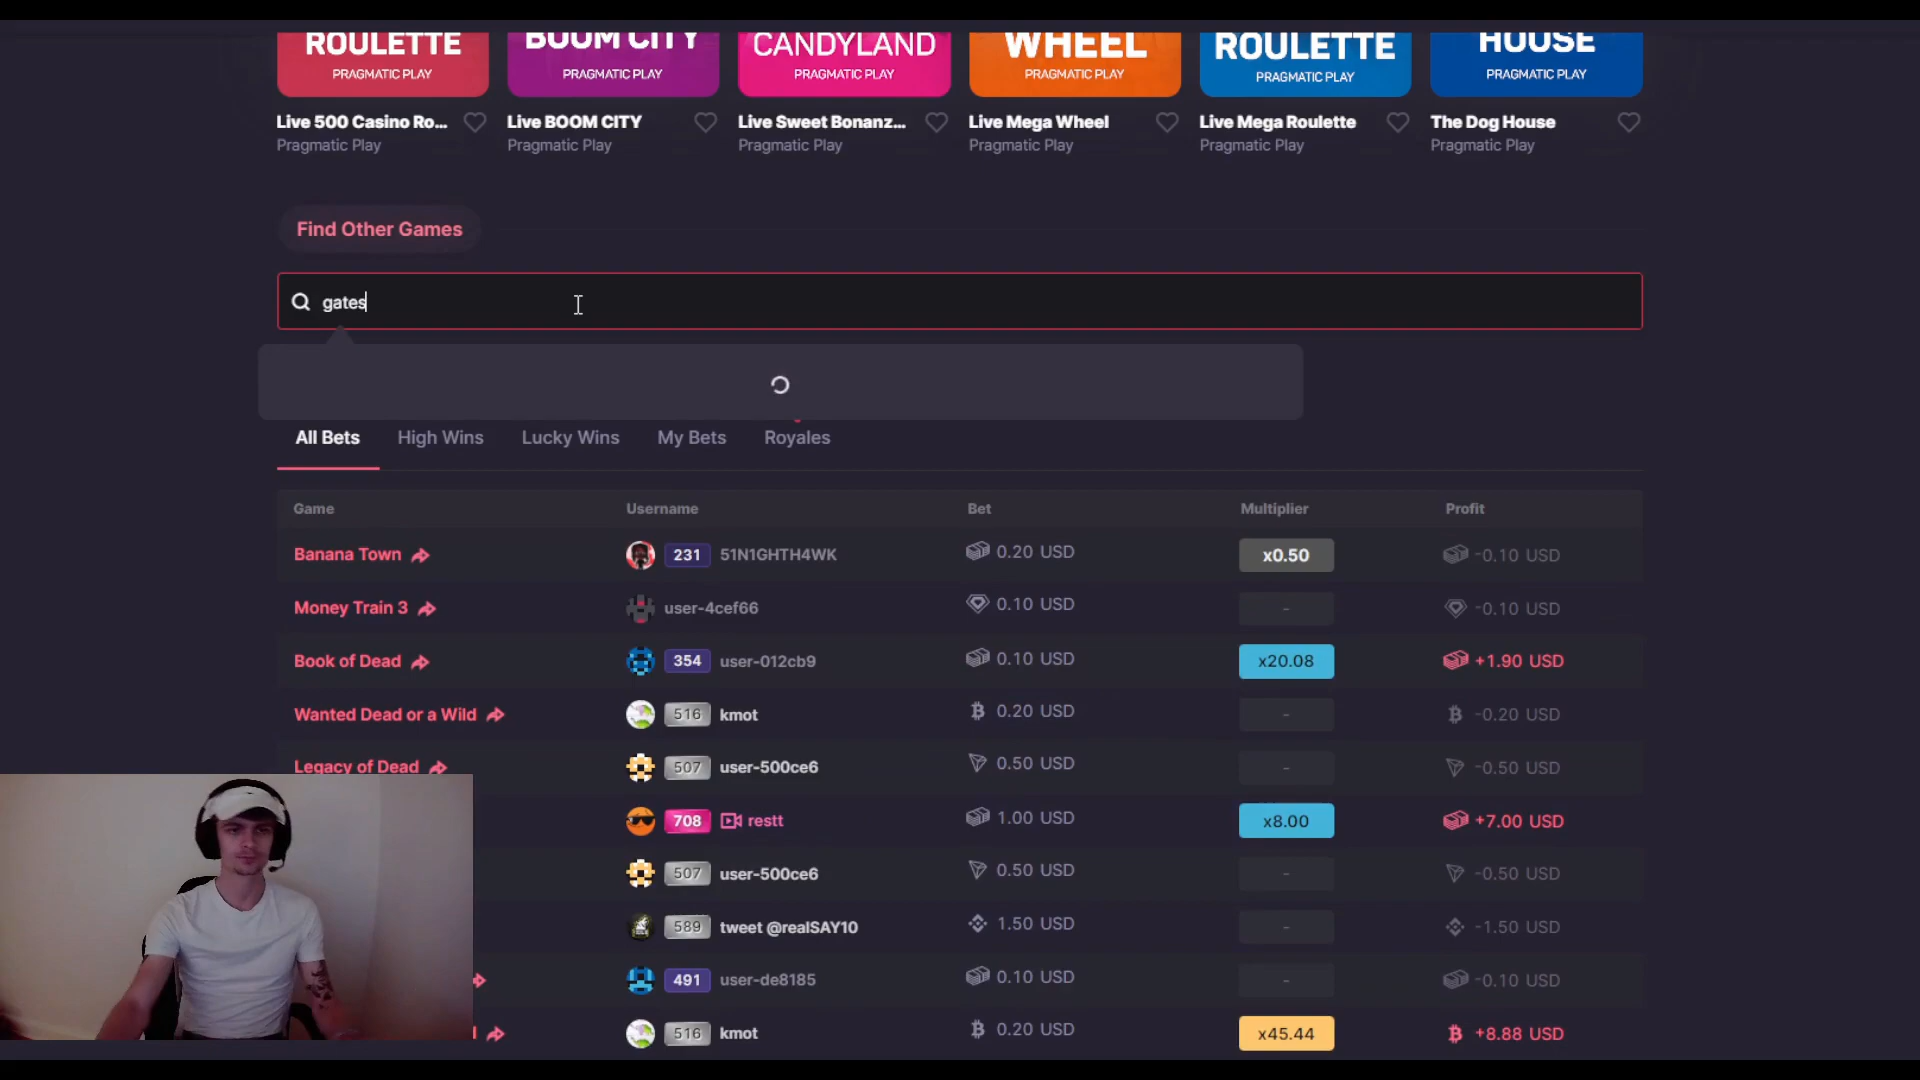 ROULETTE BOOM CITY CANDYLAND WHEEL ROULETTE HOUSE
PRAGMATIC PLAY PRAGMATIC PLAY PRAGMATIC PLAY PRAGMATIC PLAY PRAGMATIC PLAY PRAGMATIC PLAY
Live 500 Casino Ro... Live BOOM CITY Live Sweet Bonanz... Live Mega Wheel Live Mega Roulette The Dog House
Pragmatic Play Pragmatic Play Pragmatic Play Pragmatic Play Pragmatic Play Pragmatic Play
Find Other Games
gates
All Bets High Wins Lucky Wins My Bets Royales
Game Username Bet Multiplier Profit
Banana Town 231 51N1GHTH4WK 0.20 USD x0.50 -0.10 USD
Money Train 3 user-4cef66 0.10 USD - -0.10 USD
Book of Dead 354 user-012cb9 0.10 USD x20.08 +1.90 USD
Wanted Dead or a Wild 516 kmot 0.20 USD - -0.20 USD
Legacy of Dead 507 user-500ce6 0.50 USD - -0.50 USD
708 restt 1.00 USD x8.00 +7.00 USD
507 user-500ce6 0.50 USD - -0.50 USD
589 tweet @realSAY10 1.50 USD - -1.50 USD
491 user-de8185 0.10 USD - -0.10 USD
516 kmot 0.20 USD x45.44 +8.88 USD